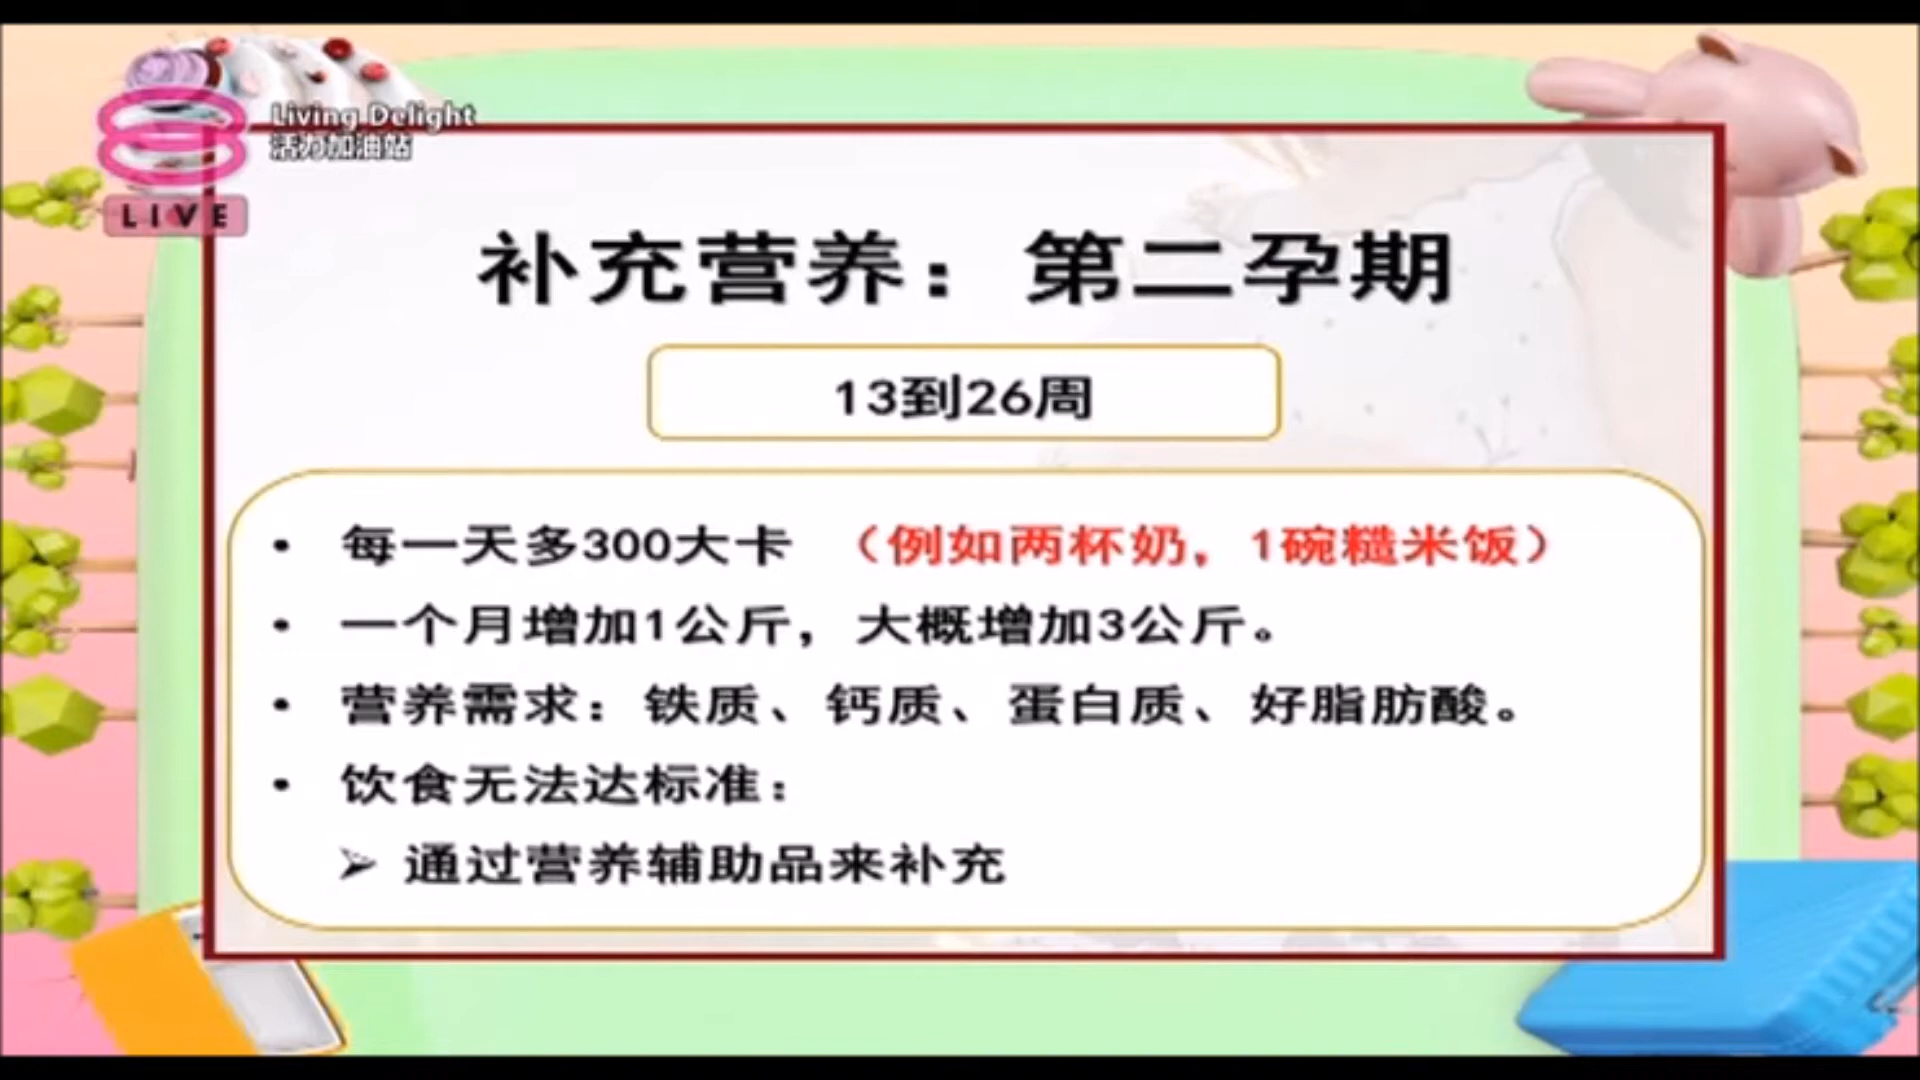 Living Delight
活力加油站
LIVE
补充营养：第二孕期
13到26周
• 每一天多300大卡 （例如两杯奶，1碗糙米饭）
• 一个月增加1公斤，大概增加3公斤。
• 营养需求：铁质、钙质、蛋白质、好脂肪酸。
• 饮食无法达标准：
➢ 通过营养辅助品来补充